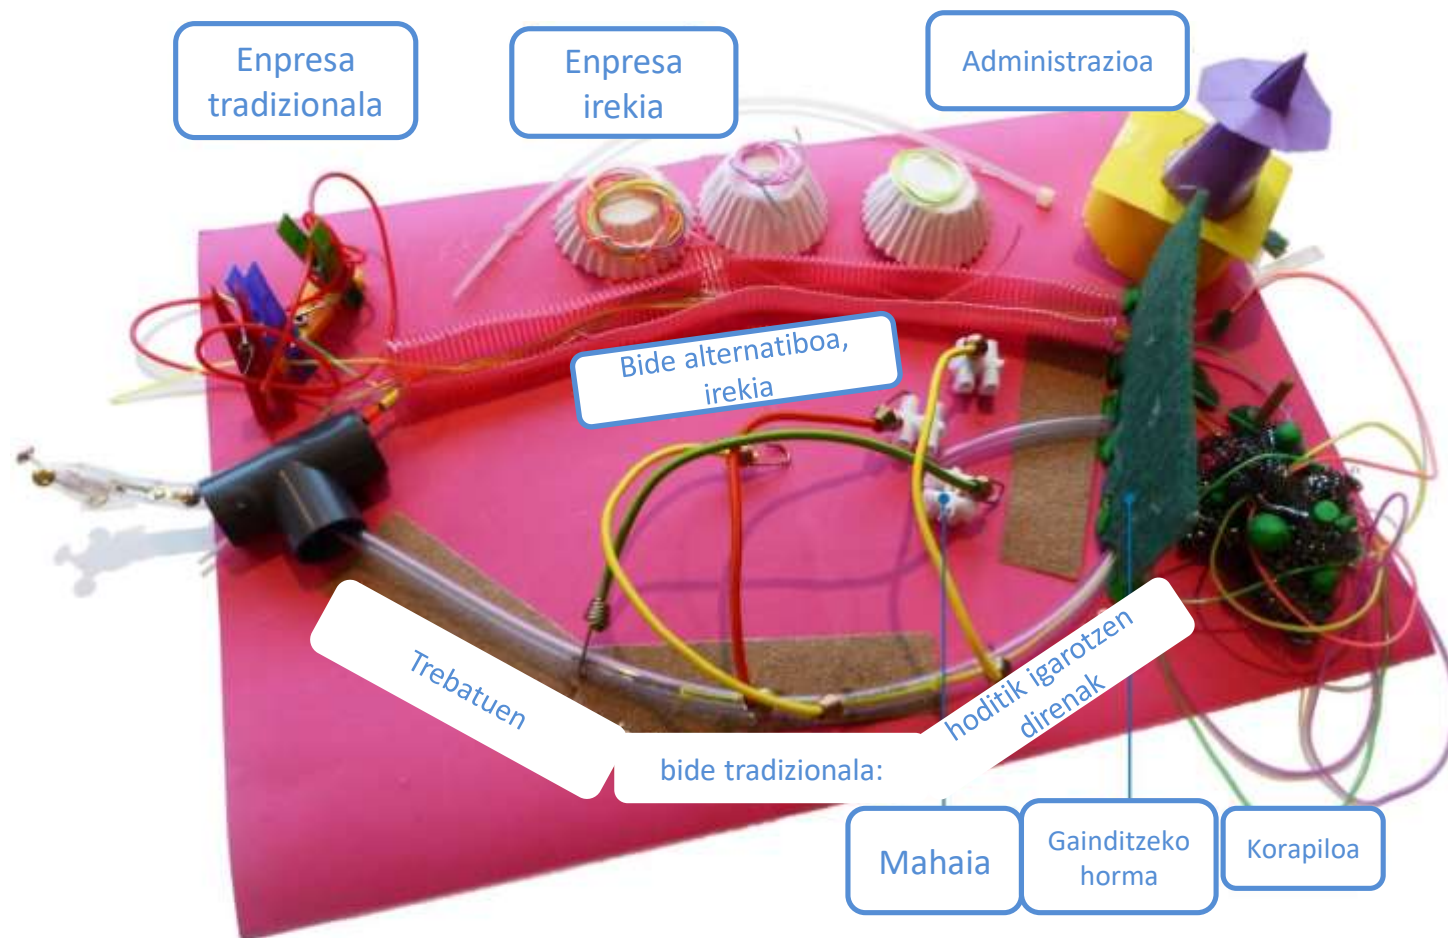 Enpresa
tradizionala
Enpresa
irekia
Administrazioa
Bide alternatiboa,
irekia
Trebatuen
bide tradizionala:
hoditik igarotzen
direnak
Mahaia
Gainditzeko
horma
Korapiloa